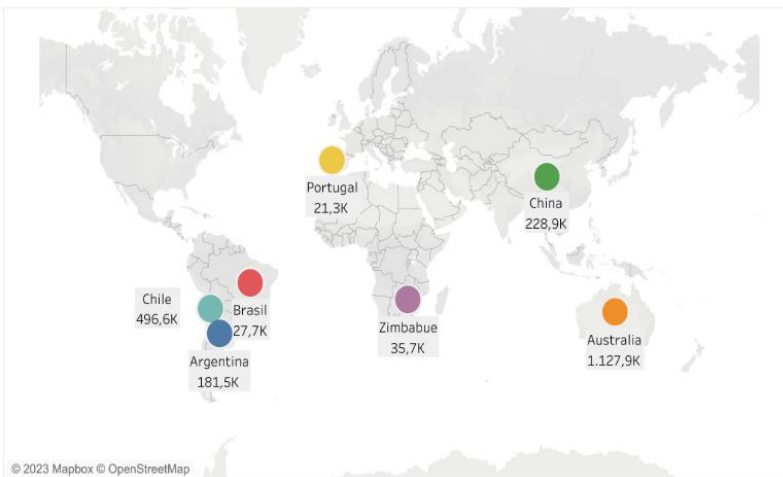 Portugal
21,3K
China
228,9K
Chile
496,6K
Brasil
27,7K
Argentina
181,5K
Zimbabue
35,7K
Australia
1.127,9K
© 2023 Mapbox © OpenStreetMap